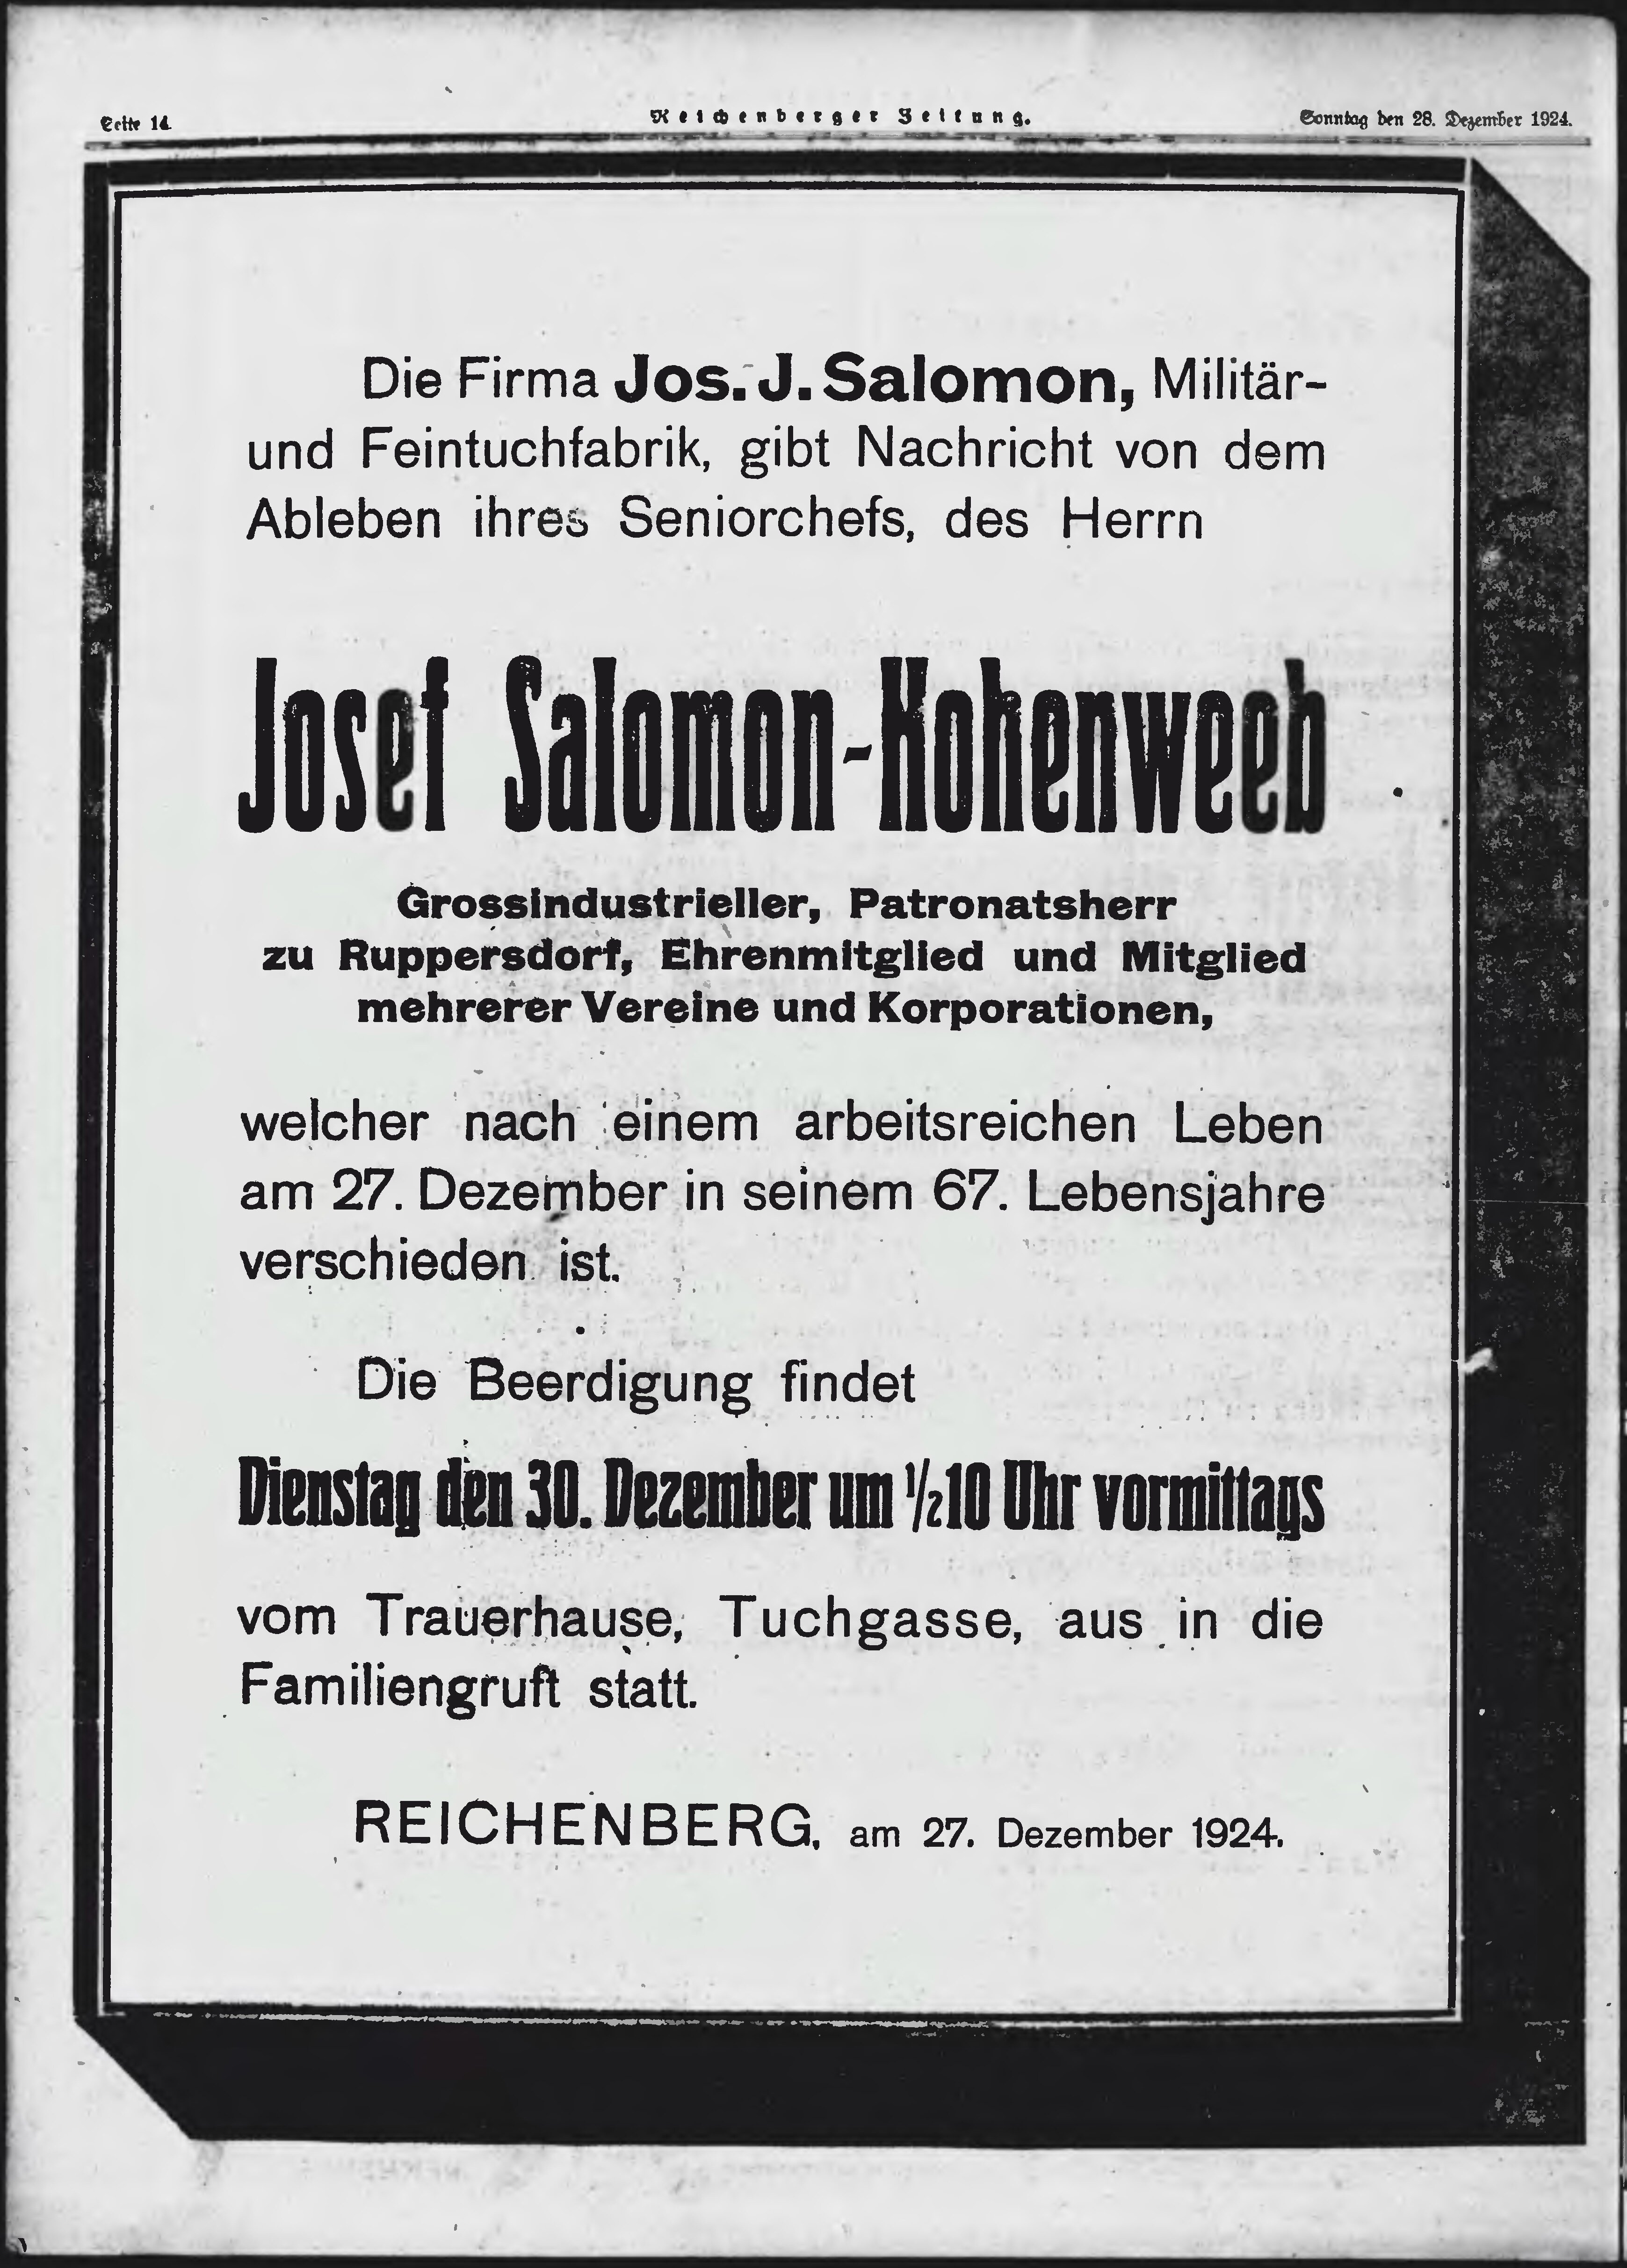 Seite 14
Reichenberger Zeitung.
Sonntag den 28. Dezember 1924.
Die Firma Jos. J. Salomon, Militär-
und Feintuchfabrik, gibt Nachricht von dem
Ableben ihres Seniorchefs, des Herrn
Josef Salomon-Hohenweeb
Grossindustrieller, Patronatsherr
zu Ruppersdorf, Ehrenmitglied und Mitglied
mehrerer Vereine und Korporationen,
welcher nach einem arbeitsreichen Leben
am 27. Dezember in seinem 67. Lebensjahre
verschieden ist.
Die Beerdigung findet
Dienstag den 30. Dezember um ½10 Uhr vormittags
vom Trauerhause, Tuchgasse, aus in die
Familiengruft statt.
REICHENBERG, am 27. Dezember 1924.